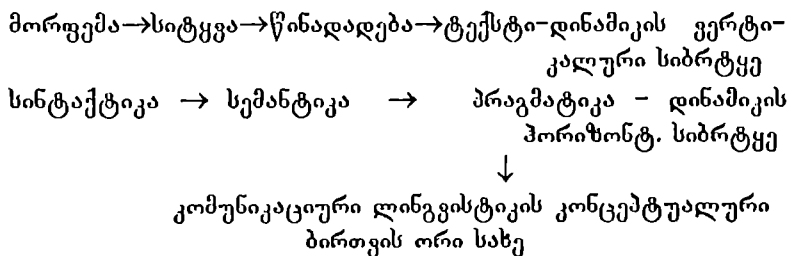 მორფემა→სიტყვა→წინადადება→ტექსტი-დინამიკის ვერტი-
კალური სიბრტყე
სინტაქტიკა → სემანტიკა → პრაგმატიკა – დინამიკის
ჰორიზონტ. სიბრტყე
↓
კომუნიკაციური ლინგვისტიკის კონცეპტუალური
ბირთვის ორი სახე